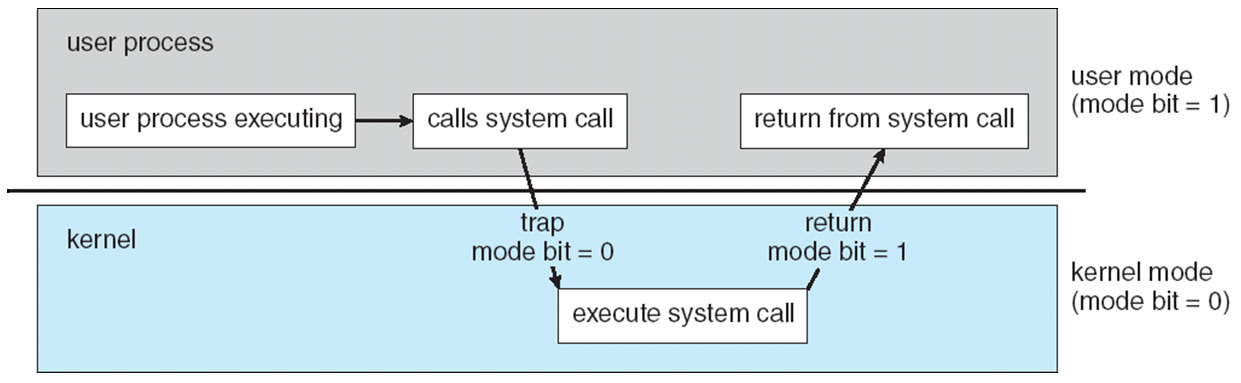 user process
user process executing
calls system call
return from system call
user mode
(mode bit = 1)
kernel
trap
mode bit = 0
return
mode bit = 1
execute system call
kernel mode
(mode bit = 0)